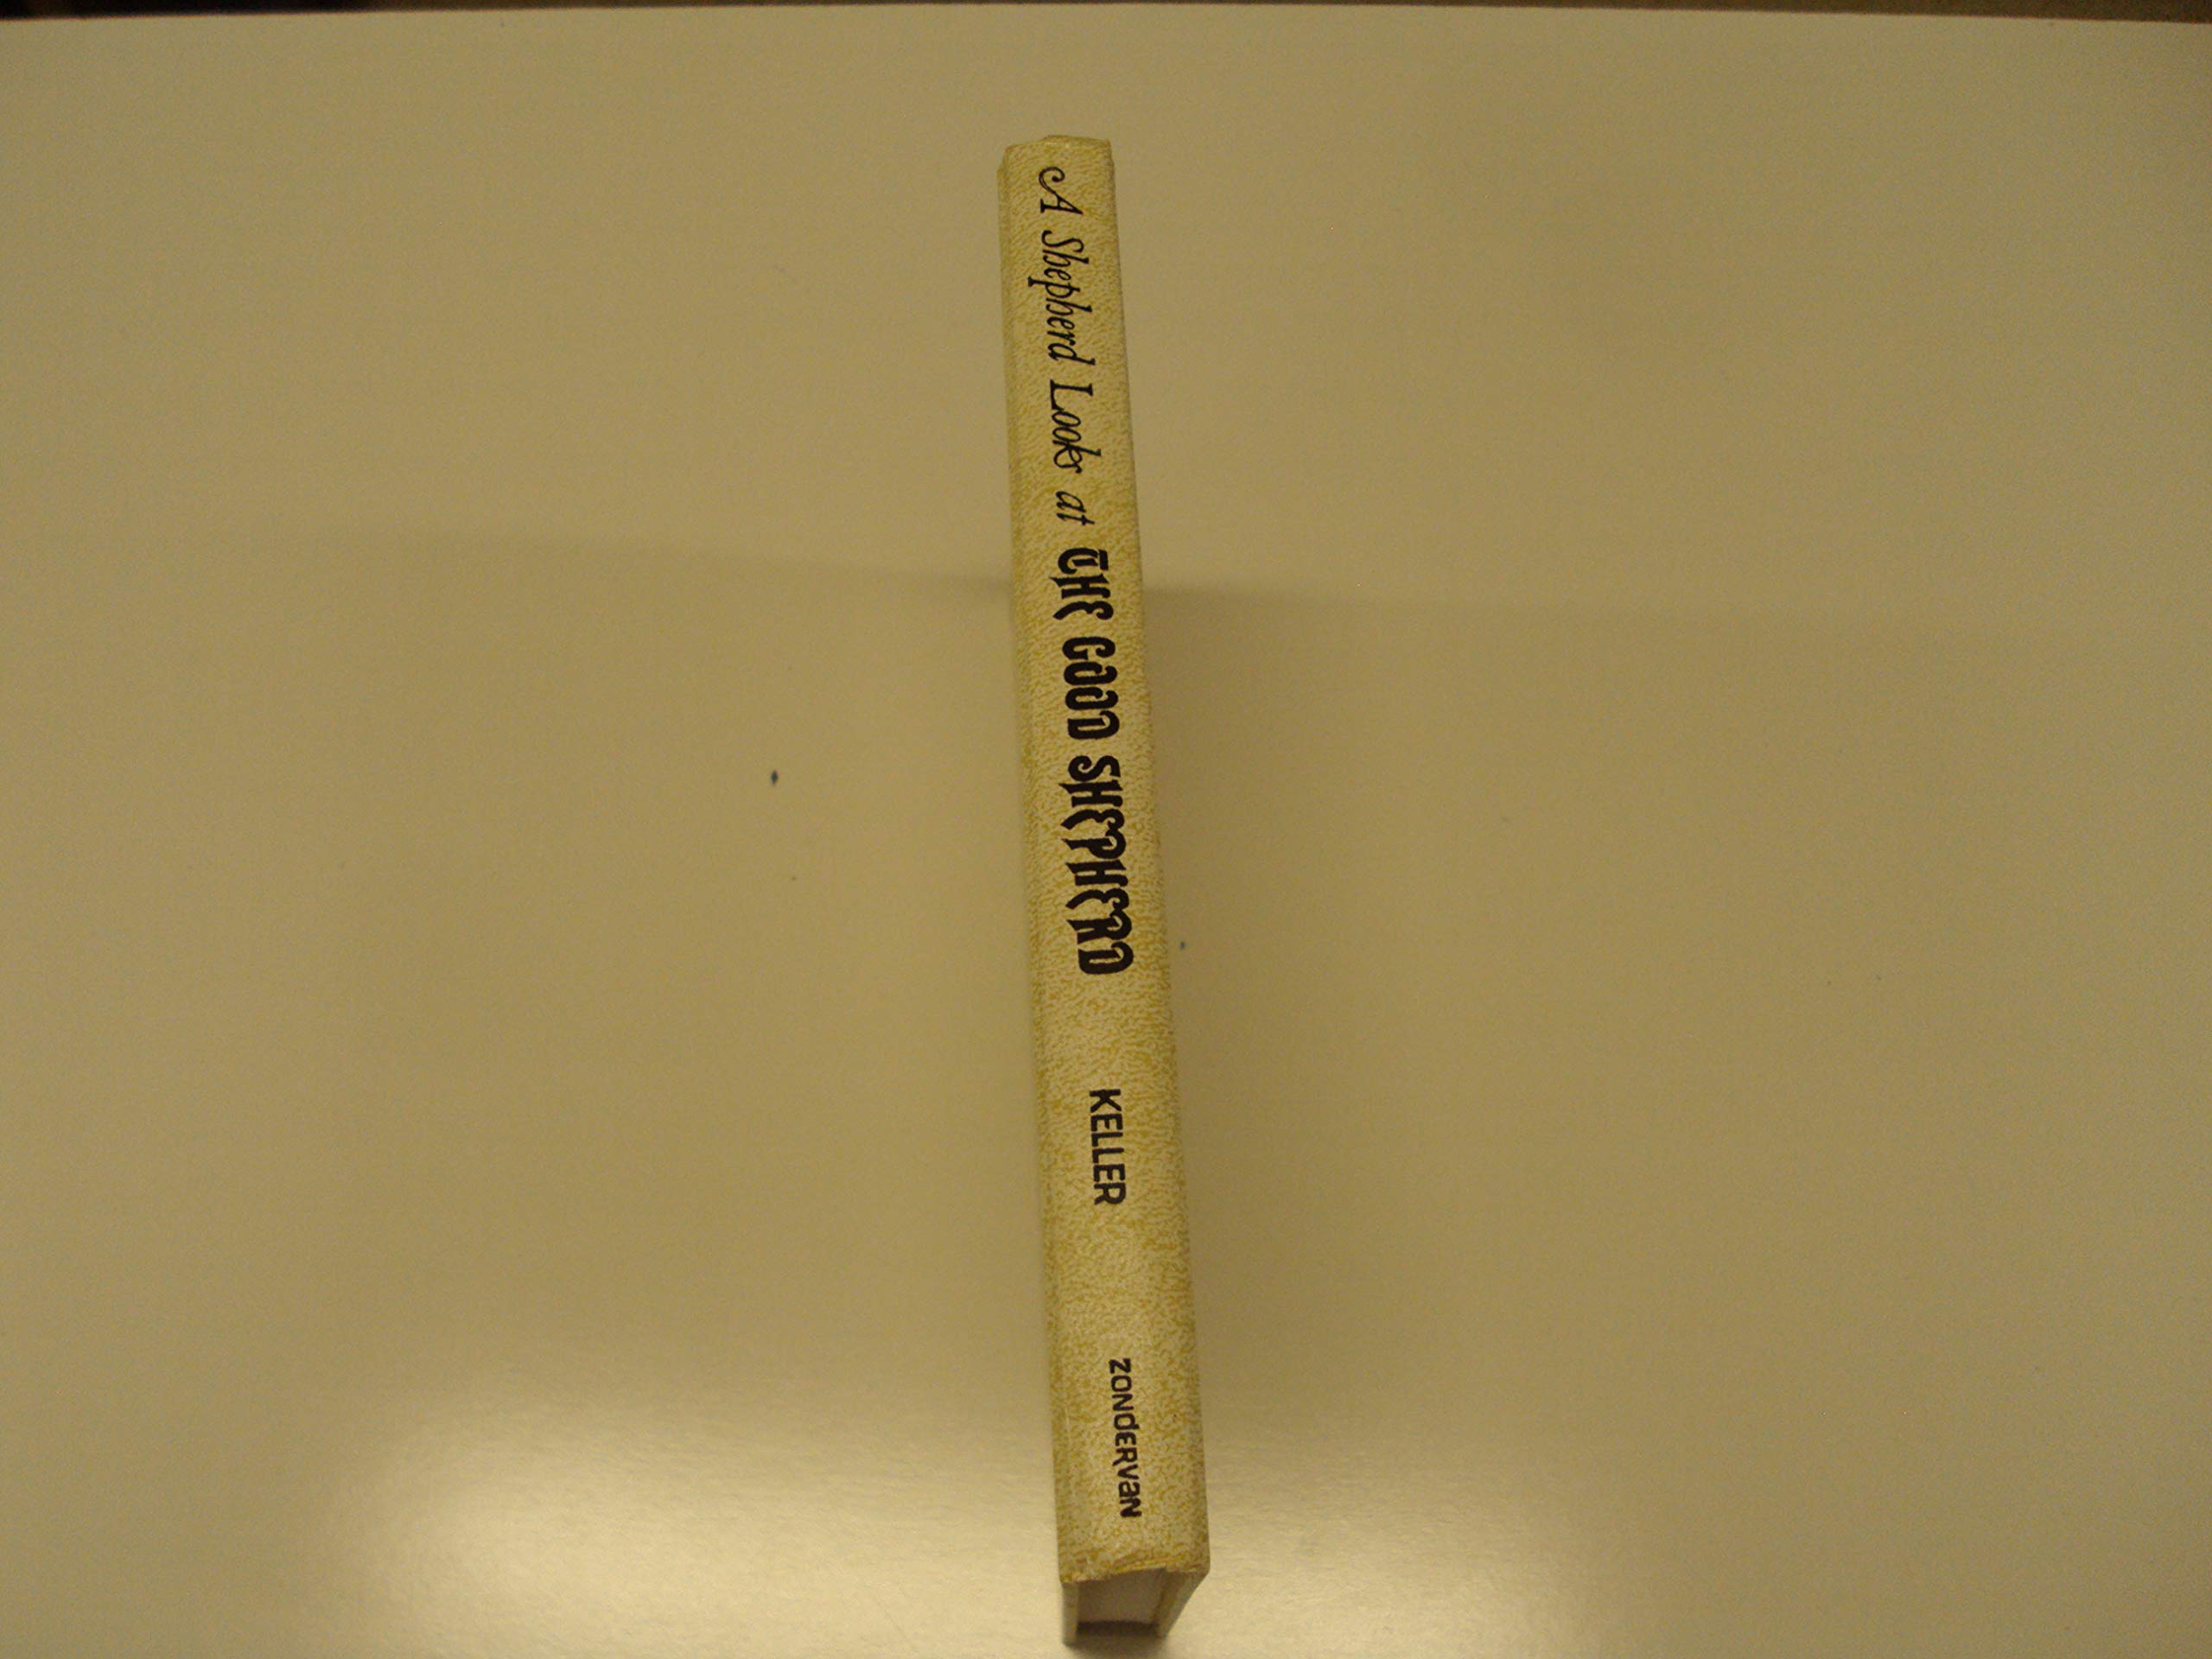 A Shepherd Looks at THE GOOD SHEPHERD
KELLER
ZONDERVAN